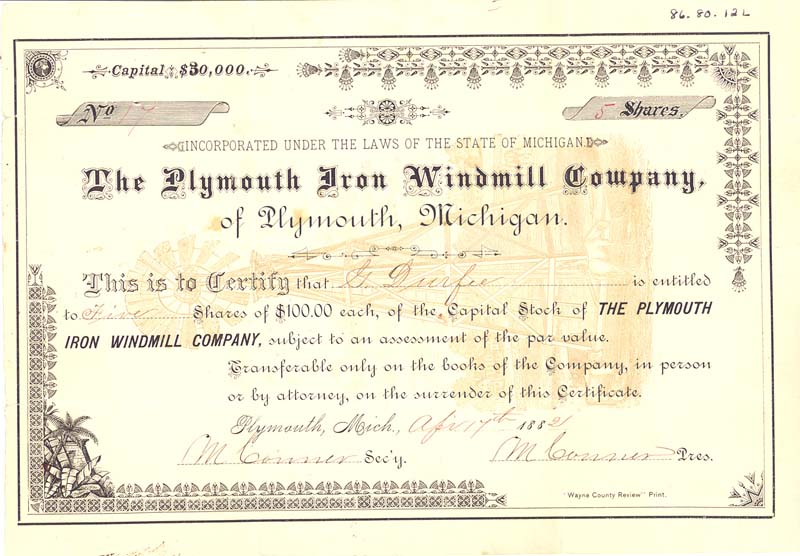 86.80.12L
Capital $30,000.
No 17
5 Shares.
INCORPORATED UNDER THE LAWS OF THE STATE OF MICHIGAN.
The Plymouth Iron Windmill Company,
of Plymouth, Michigan.
This is to Certify that G Durfee is entitled
to Five Shares of $100.00 each, of the Capital Stock of THE PLYMOUTH
IRON WINDMILL COMPANY, subject to an assessment of the par value.
Transferable only on the books of the Company, in person
or by attorney, on the surrender of this Certificate.
Plymouth, Mich., Apr 17th 1882
M Conner Sec'y. M Conner Pres.
"Wayne County Review" Print.